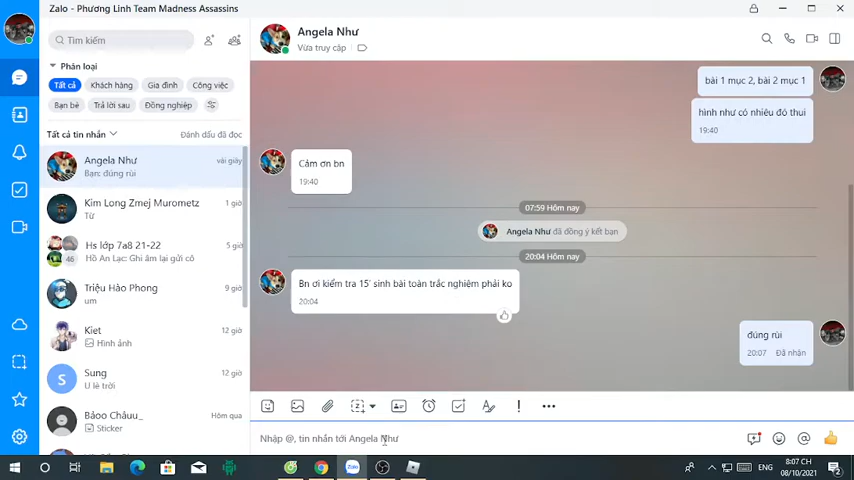 Zalo - Phương Linh Team Madness Assassins
Tìm kiếm
Phân loại
Tất cả
Khách hàng
Gia đình
Công việc
Bạn bè
Trả lời sau
Đồng nghiệp
Tất cả tin nhắn
Đánh dấu đã đọc
Angela Như
vài giây
Bạn: đúng rùi
Kim Long Zmej Murometz
1 giờ
Từ
Hs lớp 7a8 21-22
5 giờ
46
Hồ An Lạc: Ghi âm lại gửi cô
Triệu Hào Phong
9 giờ
um
Kiet
12 giờ
Hình ảnh
Sung
12 giờ
S
U lê trời
Bảoo Châuu_
Hôm qua
Sticker
Angela Như
Vừa truy cập
bài 1 mục 2, bài 2 mục 1
hình như có nhiêu đó thui
19:40
Cảm ơn bn
19:40
07:59 Hôm nay
Angela Như đã đồng ý kết bạn
20:04 Hôm nay
Bn ơi kiểm tra 15' sinh bài toàn trắc nghiệm phải ko
20:04
đúng rùi
20:07 Đã nhận
Nhập @, tin nhắn tới Angela Như
Zalo
ENG
8:07 CH
08/10/2021
2